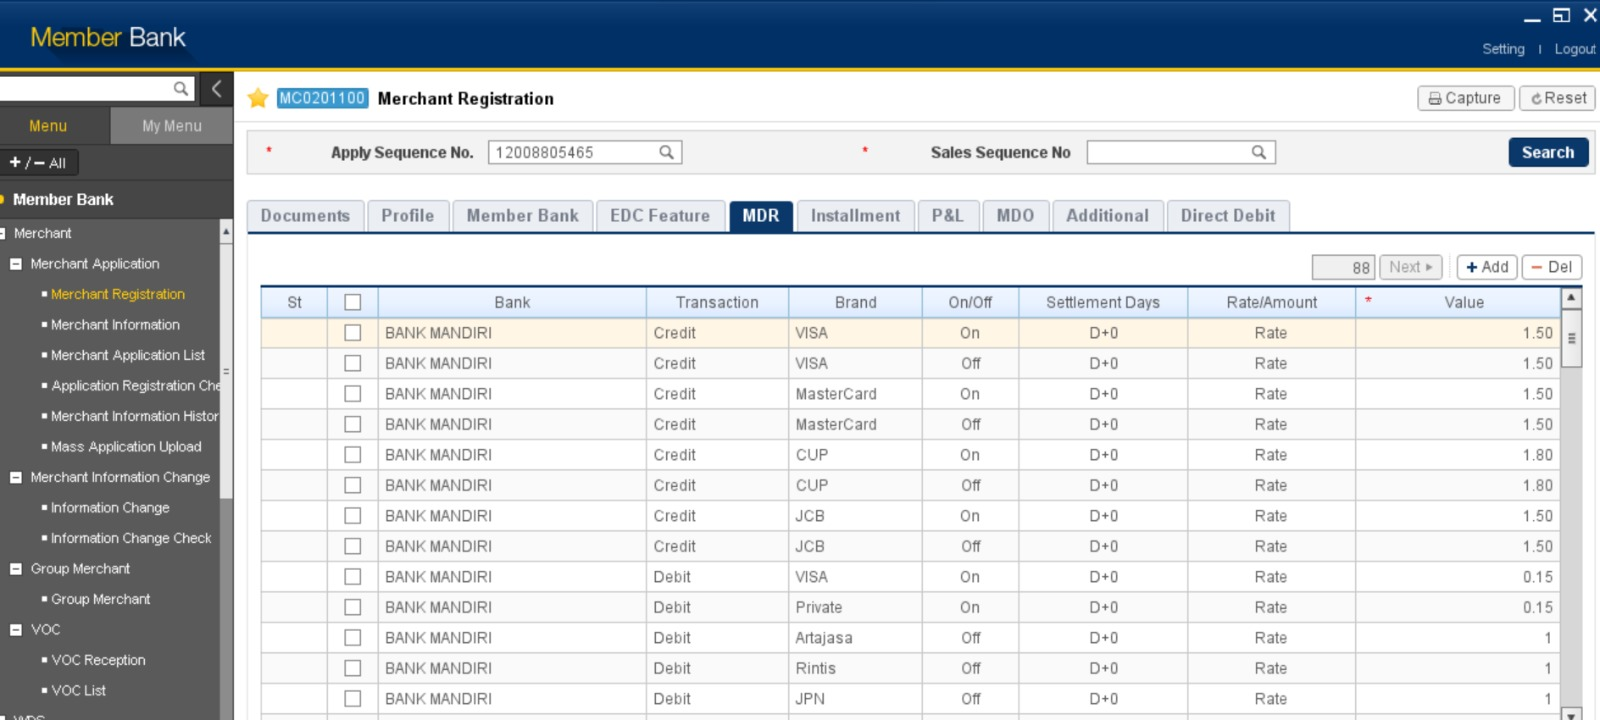 Member Bank
Setting | Logout
MC0201100 Merchant Registration
Capture Reset
Menu My Menu
+ / − All
* Apply Sequence No. 12008805465 * Sales Sequence No Search
Member Bank
Merchant
Merchant Application
Merchant Registration
Merchant Information
Merchant Application List
Application Registration Che
Merchant Information Histor
Mass Application Upload
Merchant Information Change
Information Change
Information Change Check
Group Merchant
Group Merchant
VOC
VOC Reception
VOC List
Documents Profile Member Bank EDC Feature MDR Installment P&L MDO Additional Direct Debit
88 Next + Add − Del
St Bank Transaction Brand On/Off Settlement Days Rate/Amount * Value
BANK MANDIRI Credit VISA On D+0 Rate 1.50
BANK MANDIRI Credit VISA Off D+0 Rate 1.50
BANK MANDIRI Credit MasterCard On D+0 Rate 1.50
BANK MANDIRI Credit MasterCard Off D+0 Rate 1.50
BANK MANDIRI Credit CUP On D+0 Rate 1.80
BANK MANDIRI Credit CUP Off D+0 Rate 1.80
BANK MANDIRI Credit JCB On D+0 Rate 1.50
BANK MANDIRI Credit JCB Off D+0 Rate 1.50
BANK MANDIRI Debit VISA On D+0 Rate 0.15
BANK MANDIRI Debit Private On D+0 Rate 0.15
BANK MANDIRI Debit Artajasa Off D+0 Rate 1
BANK MANDIRI Debit Rintis Off D+0 Rate 1
BANK MANDIRI Debit JPN Off D+0 Rate 1